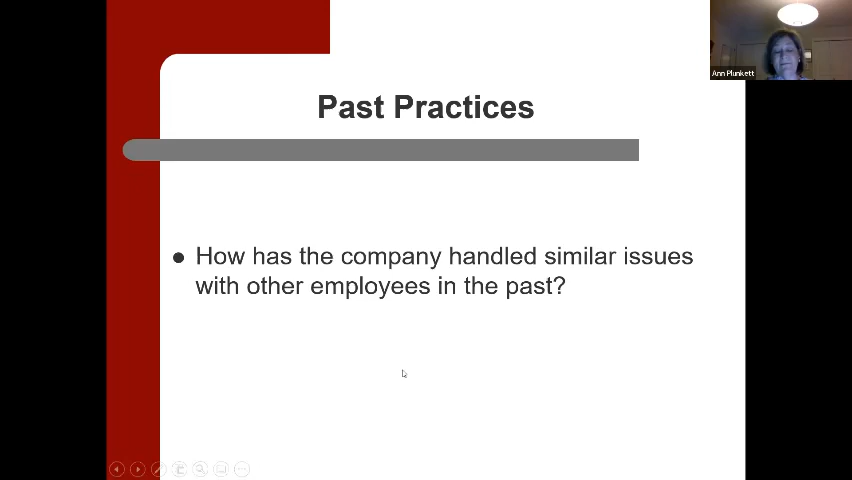 Past Practices
Ann Plunkett
How has the company handled similar issues
with other employees in the past?